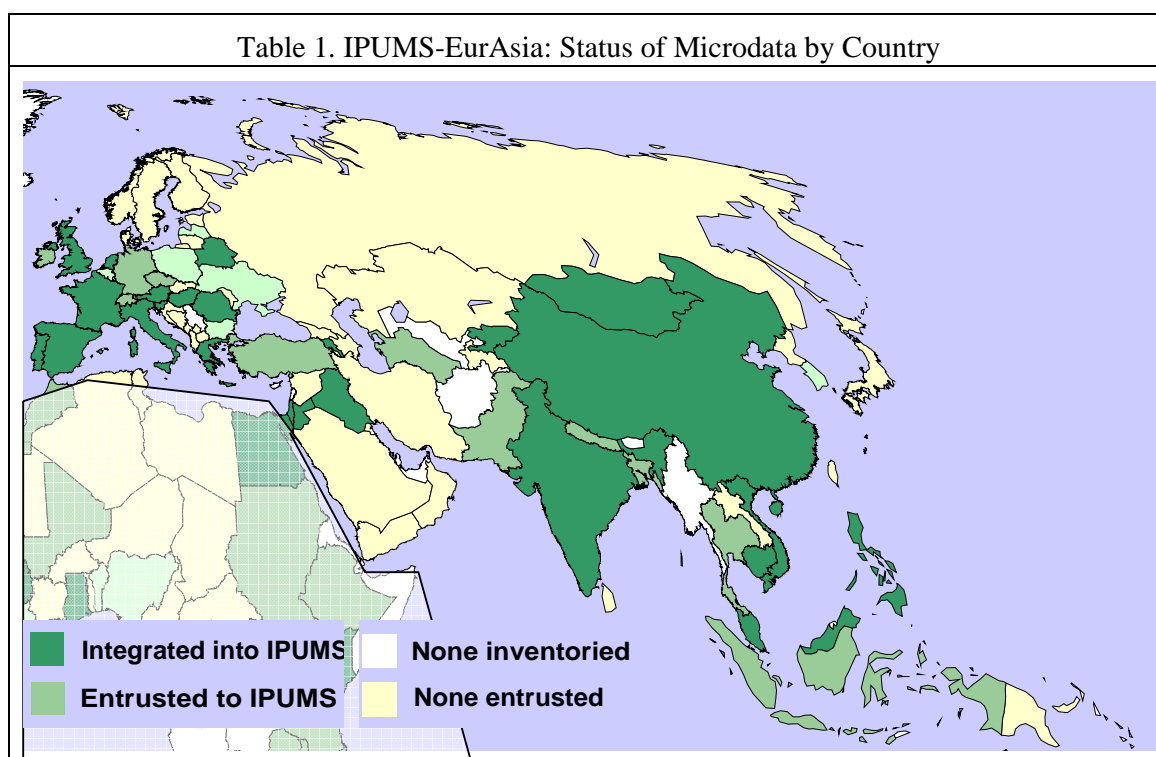 Table 1. IPUMS-EurAsia: Status of Microdata by Country
Integrated into IPUMS
None inventoried
Entrusted to IPUMS
None entrusted